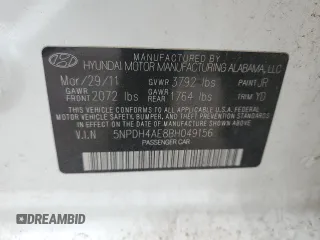 MANUFACTURED BY
HYUNDAI MOTOR MANUFACTURING ALABAMA, LLC
Mar/29/11 GVWR 3792 lbs PAINT JR
GAWR FRONT 2072 lbs GAWR REAR 1764 lbs TRIM YD
THIS VEHICLE CONFORMS TO ALL APPLICABLE FEDERAL
MOTOR VEHICLE SAFETY, BUMPER, AND THEFT PREVENTION
STANDARDS IN EFFECT ON THE DATE OF MANUFACTURE
SHOWN ABOVE.
V.I.N 5NPDH4AE8BH049156
PASSENGER CAR